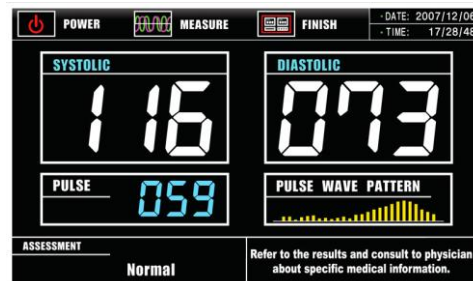 POWER MEASURE FINISH · DATE: 2007/12/06
· TIME: 17/28/48
SYSTOLIC DIASTOLIC
116 073
PULSE 059 PULSE WAVE PATTERN
ASSESSMENT
Normal
Refer to the results and consult to physician
about specific medical information.